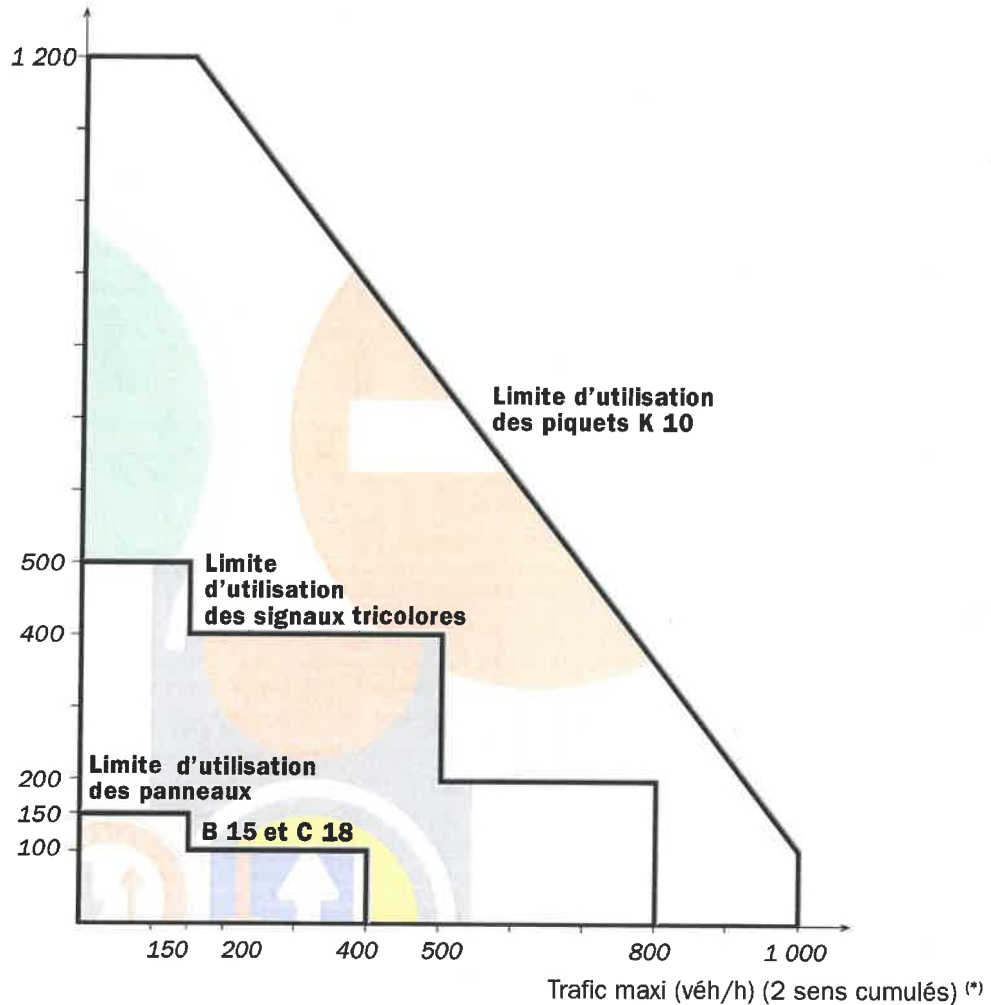 1 200
Limite d'utilisation
des piquets K 10
500
Limite
d'utilisation
des signaux tricolores
400
Limite d'utilisation
des panneaux
200
150
B 15 et C 18
100
150 200 400 500 800 1 000
Trafic maxi (véh/h) (2 sens cumulés) (*)